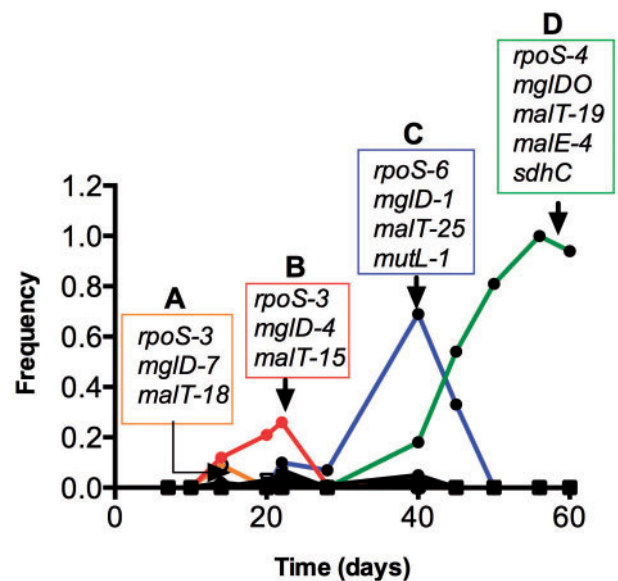 D
rpoS-4
mglDO
malT-19
malE-4
sdhC
C
rpoS-6
mglD-1
malT-25
mutL-1
B
rpoS-3
mglD-4
malT-15
A
rpoS-3
mglD-7
malT-18
Frequency
1.2
1.0
0.8
0.6
0.4
0.2
0.0
0 20 40 60
Time (days)